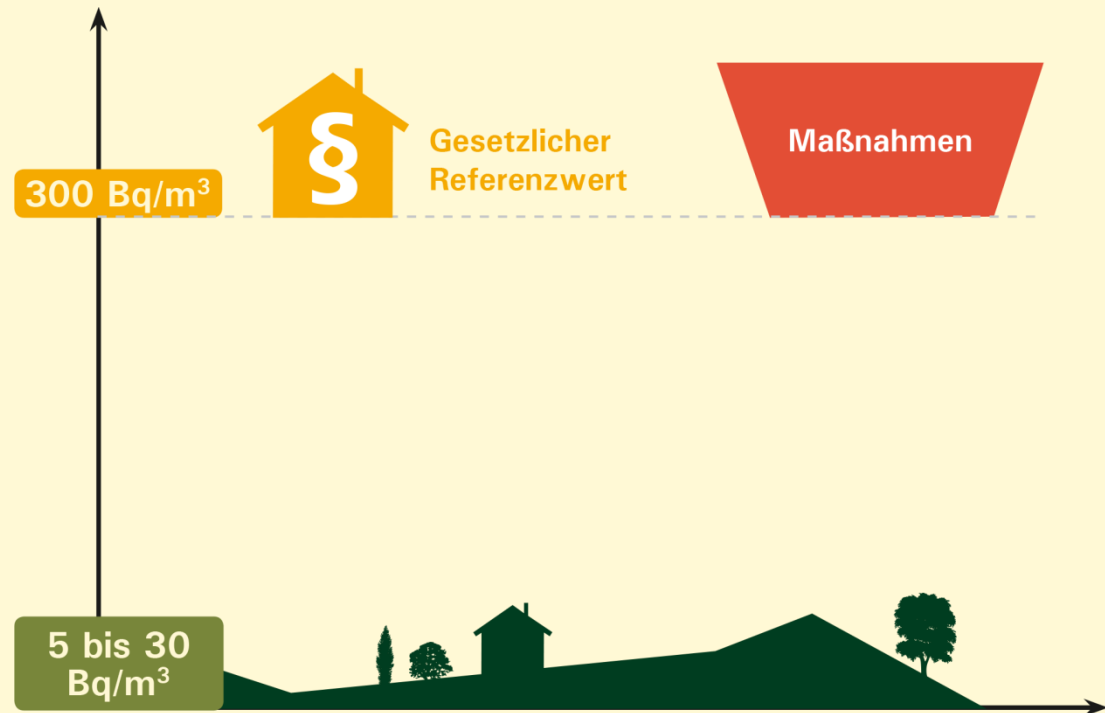 §
Gesetzlicher
Referenzwert
Maßnahmen
300 Bq/m³
5 bis 30
Bq/m³